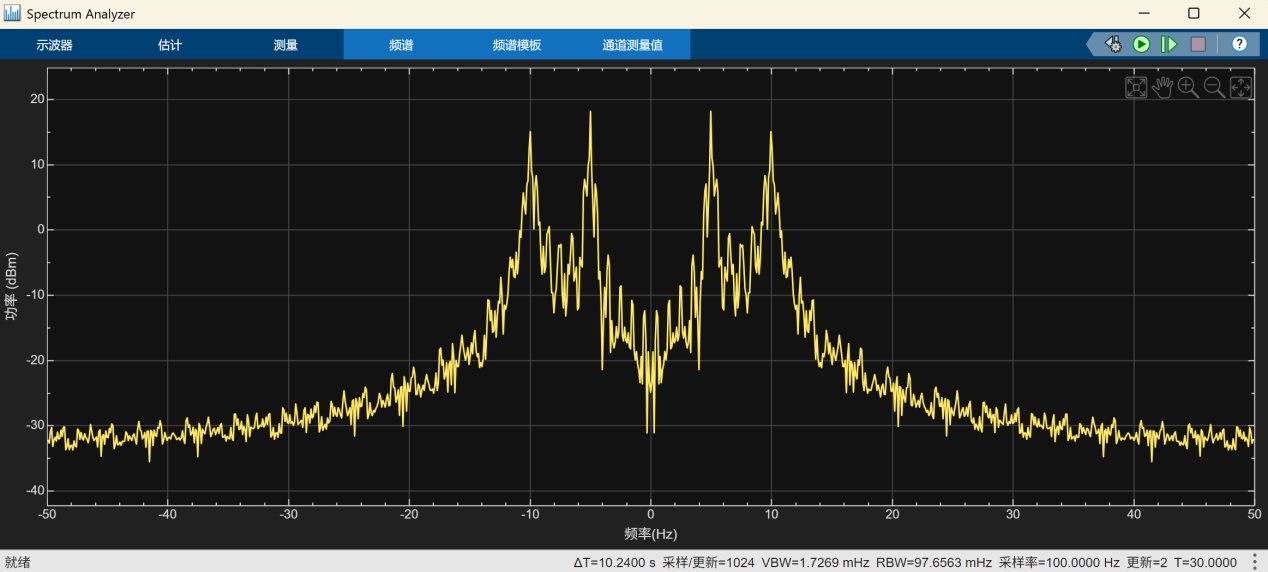 Spectrum Analyzer
示波器 估计 测量 频谱 频谱模板 通道测量值
?
20
10
0
-10
-20
-30
-40
功率 (dBm)
-50 -40 -30 -20 -10 0 10 20 30 40 50
频率(Hz)
就绪 ΔT=10.2400 s 采样/更新=1024 VBW=1.7269 mHz RBW=97.6563 mHz 采样率=100.0000 Hz 更新=2 T=30.0000